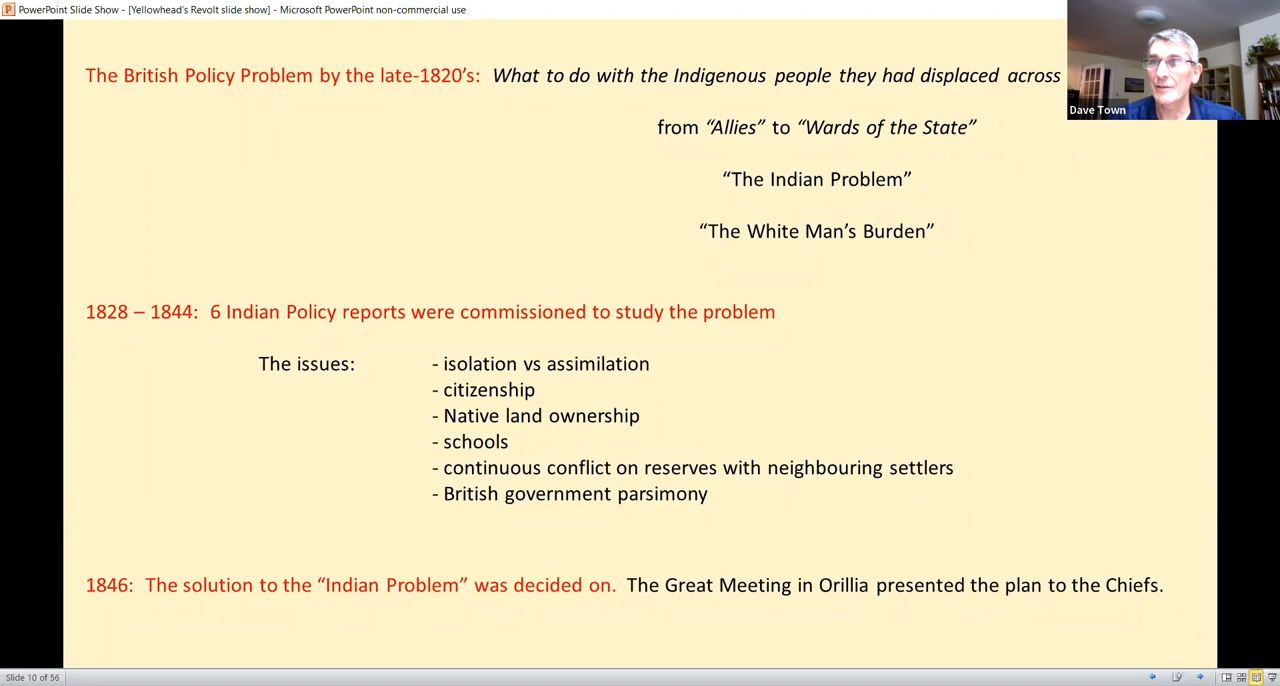 PowerPoint Slide Show - [Yellowhead's Revolt slide show] - Microsoft PowerPoint non-commercial use
The British Policy Problem by the late-1820's: What to do with the Indigenous people they had displaced across
Dave Town
from "Allies" to "Wards of the State"
"The Indian Problem"
"The White Man's Burden"
1828 – 1844: 6 Indian Policy reports were commissioned to study the problem
The issues: - isolation vs assimilation
- citizenship
- Native land ownership
- schools
- continuous conflict on reserves with neighbouring settlers
- British government parsimony
1846: The solution to the "Indian Problem" was decided on. The Great Meeting in Orillia presented the plan to the Chiefs.
Slide 10 of 56